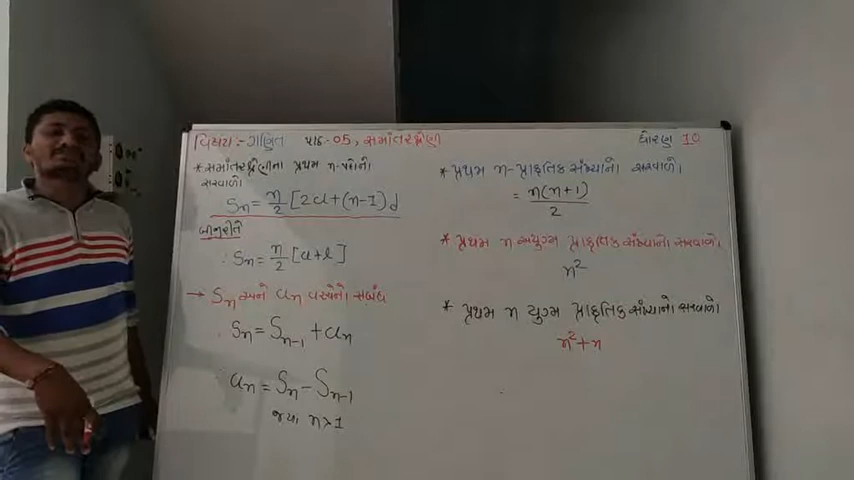 વિષય:- ગણિત પાઠ-05, સમાંતરશ્રેણી ધોરણ 10
*સમાંતરશ્રેણીના પ્રથમ n-પદોનો
સરવાળો
Sn = n/2 [2a+(n-1)d
બીજીરીતે
Sn = n/2 [a+l]
→ Sn અને an વચ્ચેનો સંબંધ
Sn = Sn-1 + an
an = Sn - Sn-1
જ્યાં n>1
* પ્રથમ n-પ્રાકૃતિક સંખ્યાનો સરવાળો
= n(n+1)/2
* પ્રથમ n અયુગ્મ પ્રાકૃતિક સંખ્યાનો સરવાળો
n²
* પ્રથમ n યુગ્મ પ્રાકૃતિક સંખ્યાનો સરવાળો
n²+n